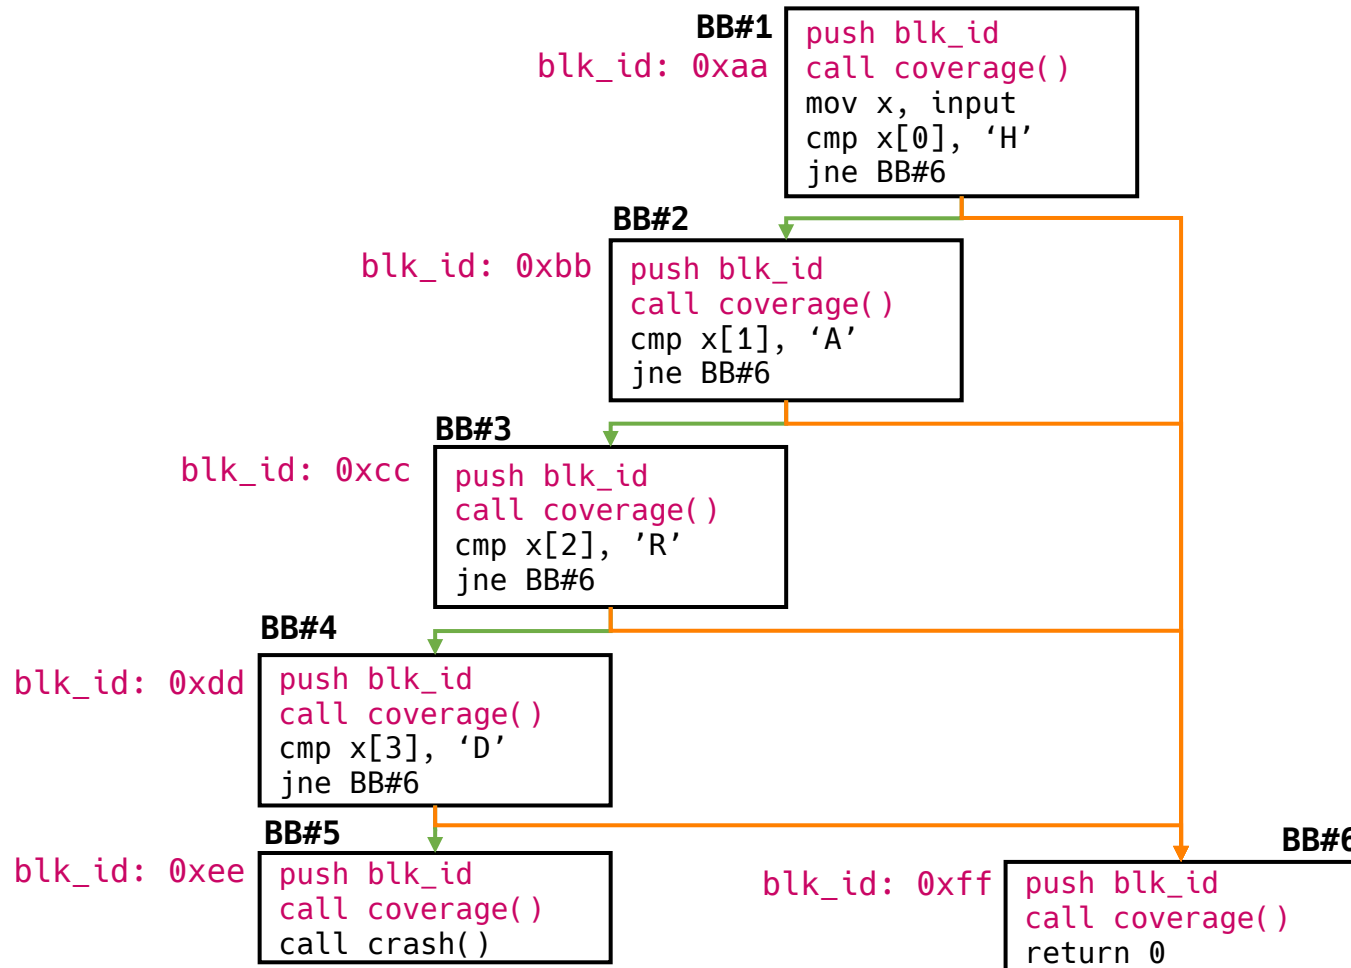 BB#1
blk_id: 0xaa
push blk_id
call coverage()
mov x, input
cmp x[0], ‘H’
jne BB#6
BB#2
blk_id: 0xbb
push blk_id
call coverage()
cmp x[1], ‘A’
jne BB#6
BB#3
blk_id: 0xcc
push blk_id
call coverage()
cmp x[2], ’R’
jne BB#6
BB#4
blk_id: 0xdd
push blk_id
call coverage()
cmp x[3], ‘D’
jne BB#6
BB#5
blk_id: 0xee
push blk_id
call coverage()
call crash()
BB#6
blk_id: 0xff
push blk_id
call coverage()
return 0